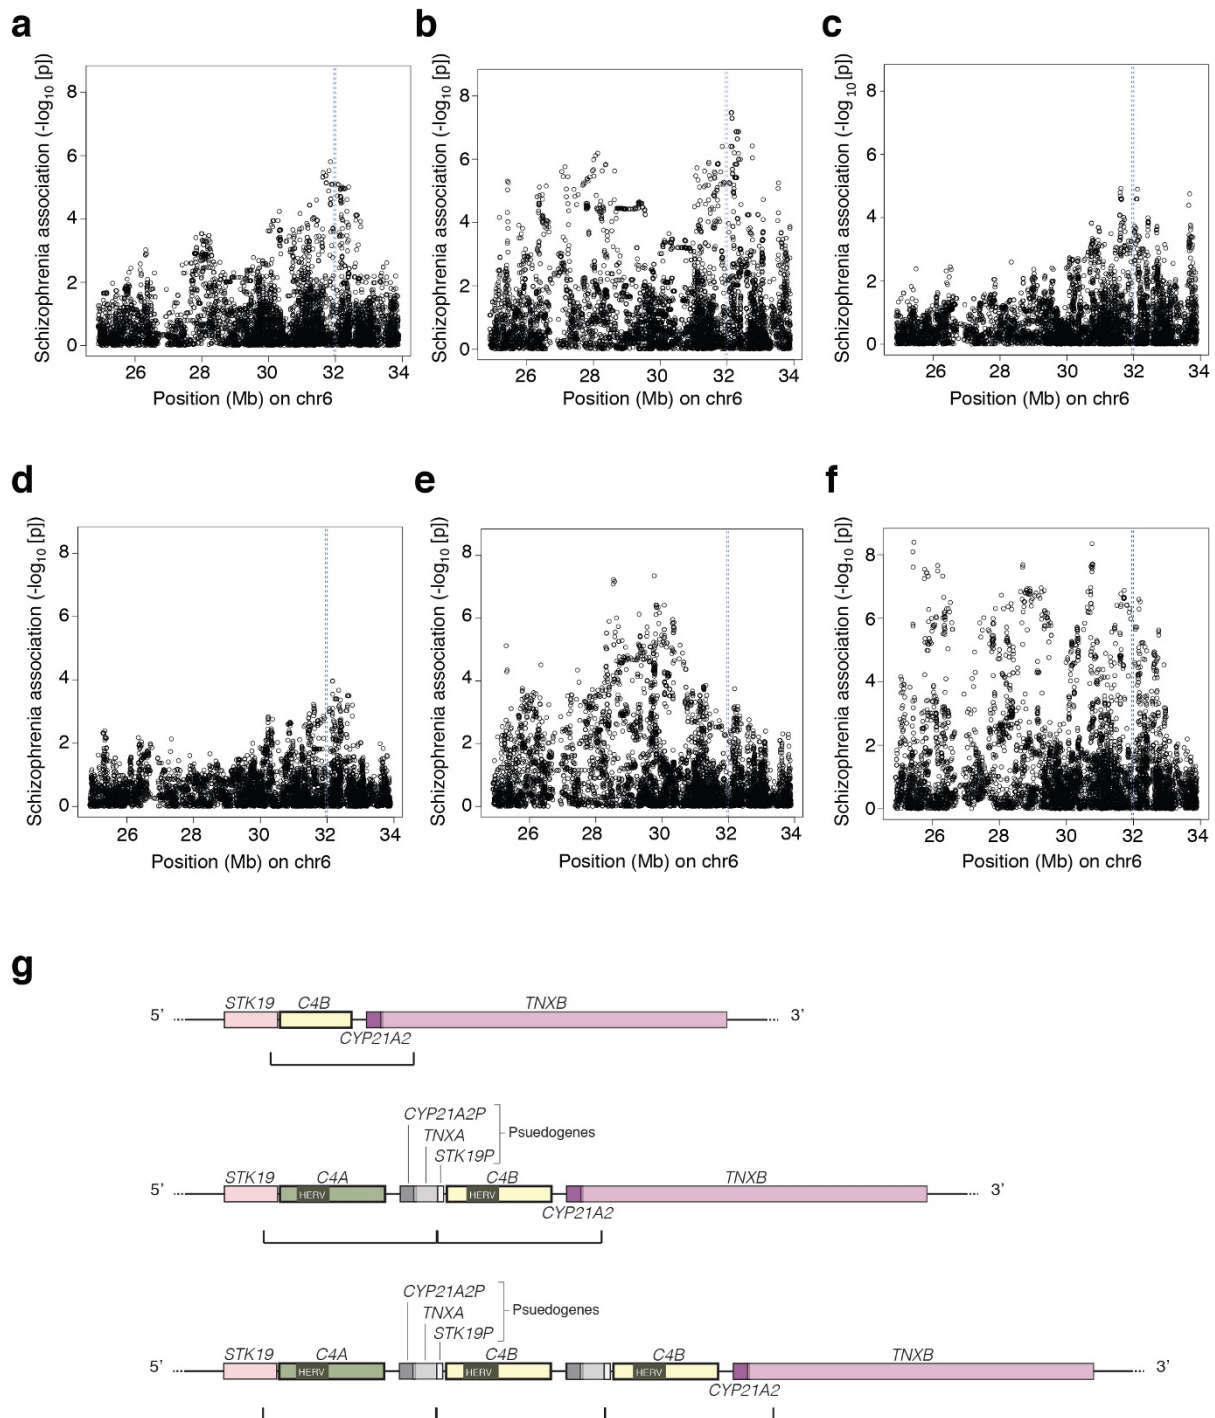 a
b
c
Schizophrenia association (-log10 [p])
8
6
4
2
0
26 28 30 32 34
Position (Mb) on chr6
Schizophrenia association (-log10 [p])
8
6
4
2
0
26 28 30 32 34
Position (Mb) on chr6
Schizophrenia association (-log10 [p])
8
6
4
2
0
26 28 30 32 34
Position (Mb) on chr6
d
e
f
Schizophrenia association (-log10 [p])
8
6
4
2
0
26 28 30 32 34
Position (Mb) on chr6
Schizophrenia association (-log10 [p])
8
6
4
2
0
26 28 30 32 34
Position (Mb) on chr6
Schizophrenia association (-log10 [p])
8
6
4
2
0
26 28 30 32 34
Position (Mb) on chr6
g
STK19 C4B TNXB
5’ 3’
CYP21A2
CYP21A2P
TNXA Psuedogenes
STK19P
STK19 C4A C4B TNXB
5’ HERV HERV 3’
CYP21A2
CYP21A2P
TNXA Psuedogenes
STK19P
STK19 C4A C4B C4B TNXB
5’ HERV HERV HERV 3’
CYP21A2